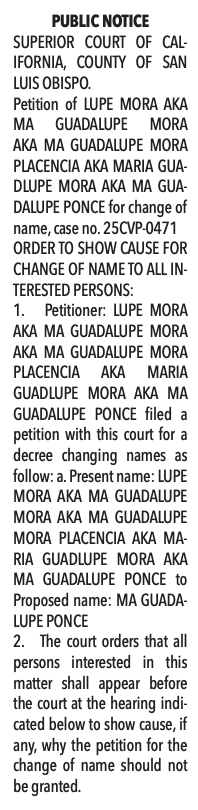 PUBLIC NOTICE
SUPERIOR COURT OF CAL-
IFORNIA, COUNTY OF SAN
LUIS OBISPO.
Petition of LUPE MORA AKA
MA GUADALUPE MORA
AKA MA GUADALUPE MORA
PLACENCIA AKA MARIA GUA-
DLUPE MORA AKA MA GUA-
DALUPE PONCE for change of
name, case no. 25CVP-0471
ORDER TO SHOW CAUSE FOR
CHANGE OF NAME TO ALL IN-
TERESTED PERSONS:
1. Petitioner: LUPE MORA
AKA MA GUADALUPE MORA
AKA MA GUADALUPE MORA
PLACENCIA AKA MARIA
GUADLUPE MORA AKA MA
GUADALUPE PONCE filed a
petition with this court for a
decree changing names as
follow: a. Present name: LUPE
MORA AKA MA GUADALUPE
MORA AKA MA GUADALUPE
MORA PLACENCIA AKA MA-
RIA GUADLUPE MORA AKA
MA GUADALUPE PONCE to
Proposed name: MA GUADA-
LUPE PONCE
2. The court orders that all
persons interested in this
matter shall appear before
the court at the hearing indi-
cated below to show cause, if
any, why the petition for the
change of name should not
be granted.